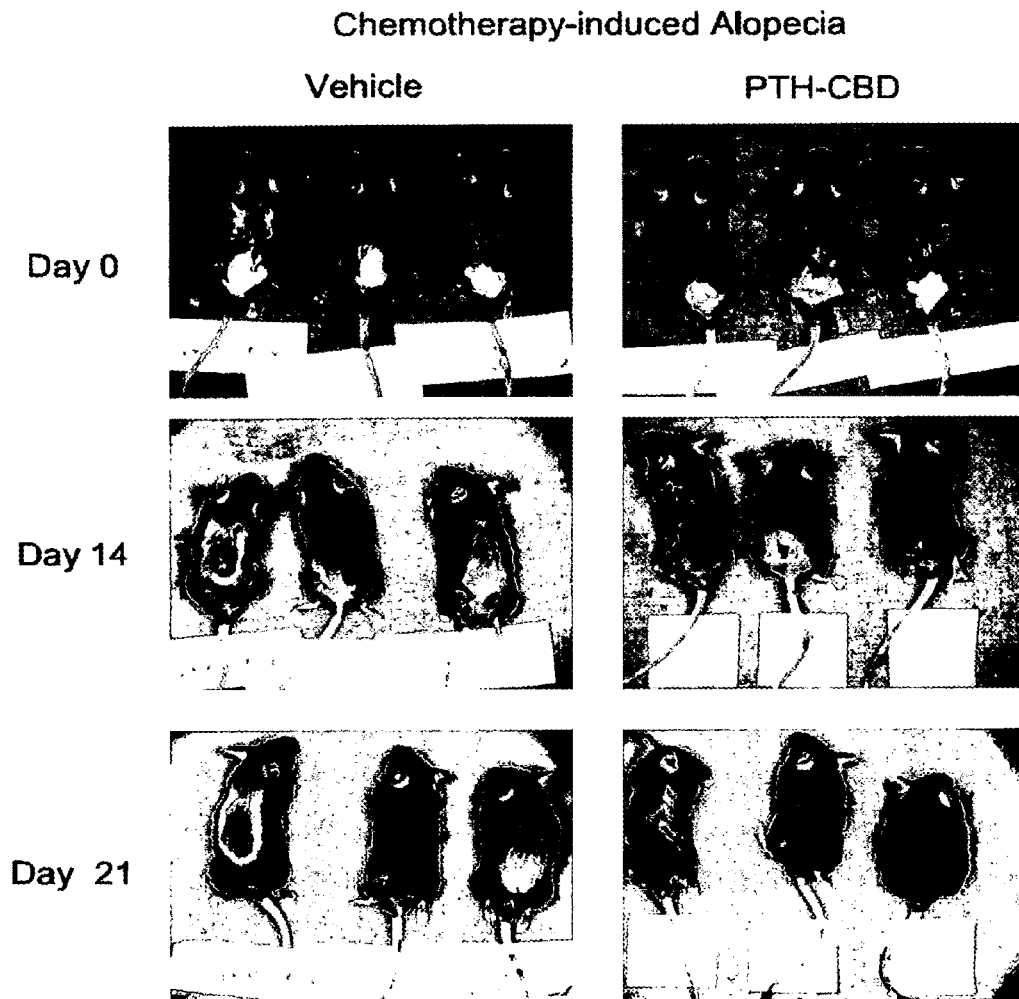 Chemotherapy-induced Alopecia
Vehicle PTH-CBD
Day 0
Day 14
Day 21